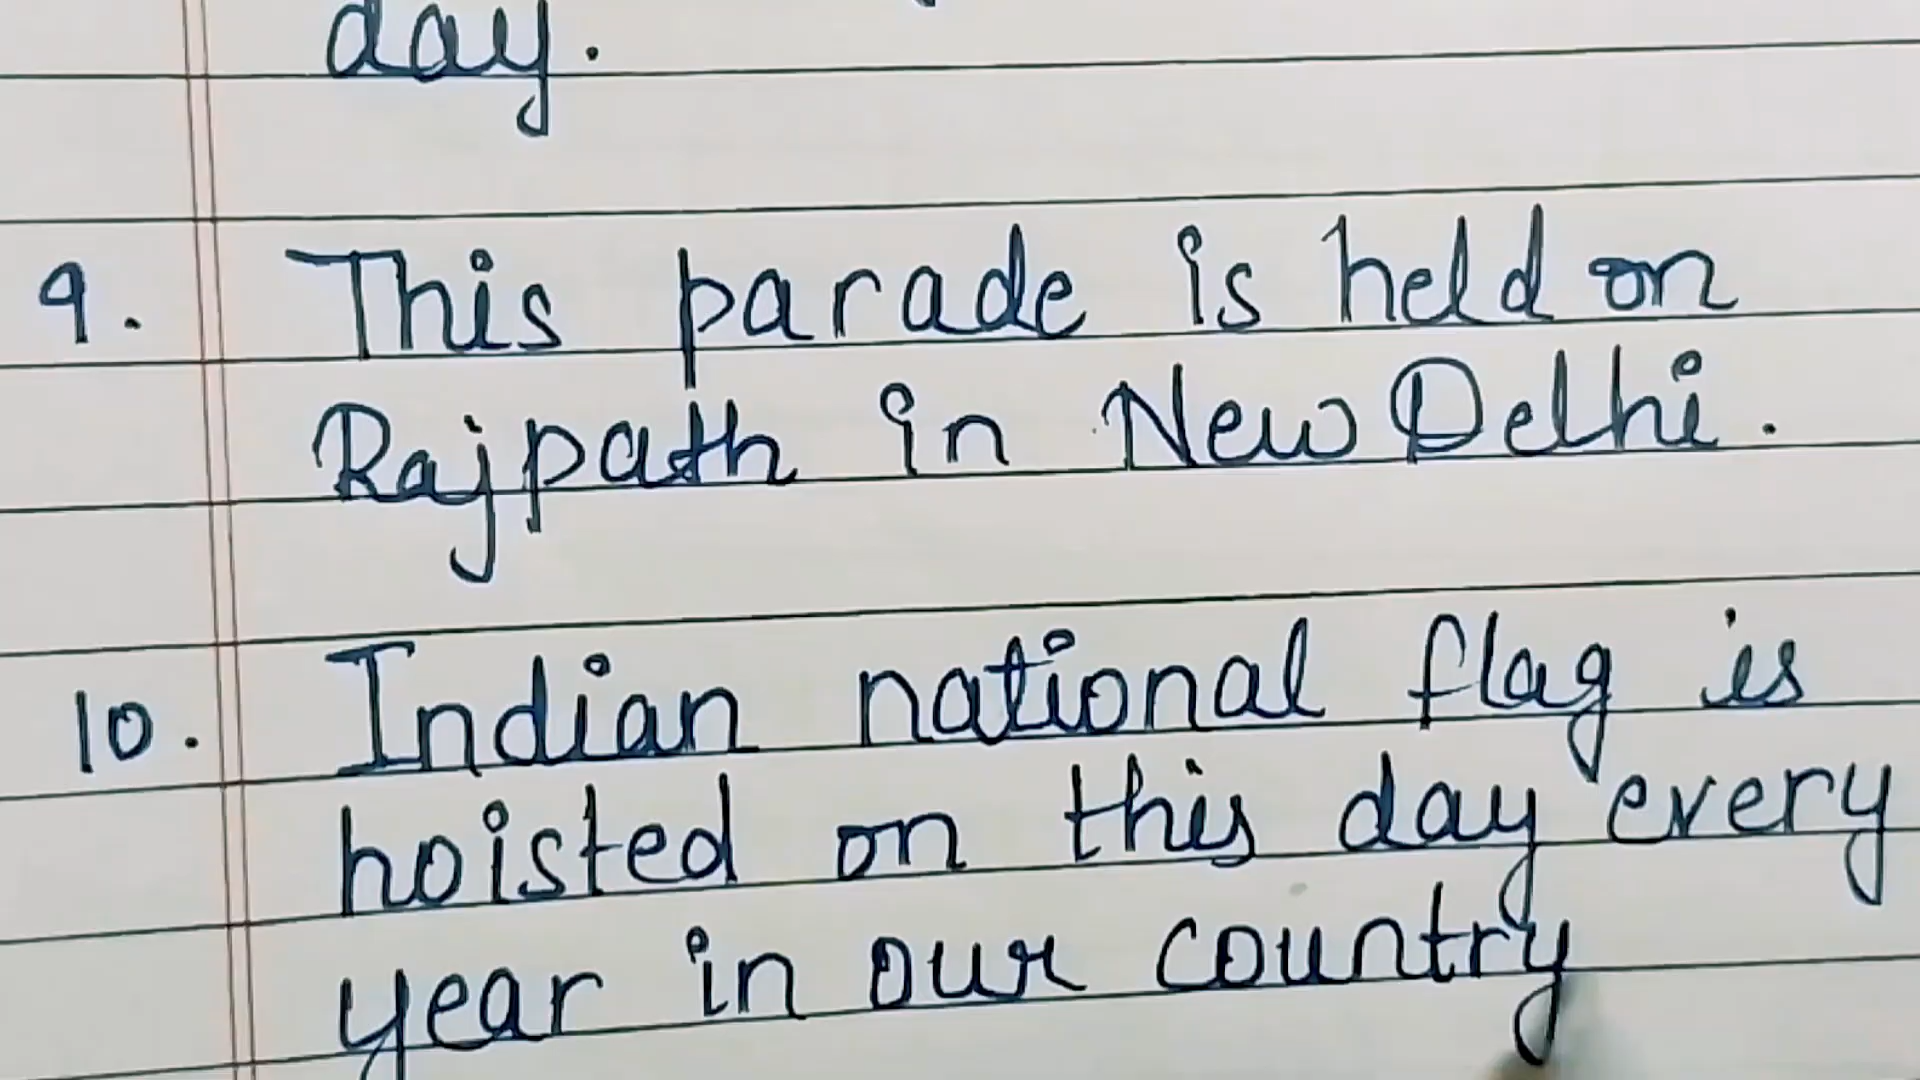 day.
9. This parade is held on
Rajpath in New Delhi.
10. Indian national flag is
hoisted on this day every
year in our country